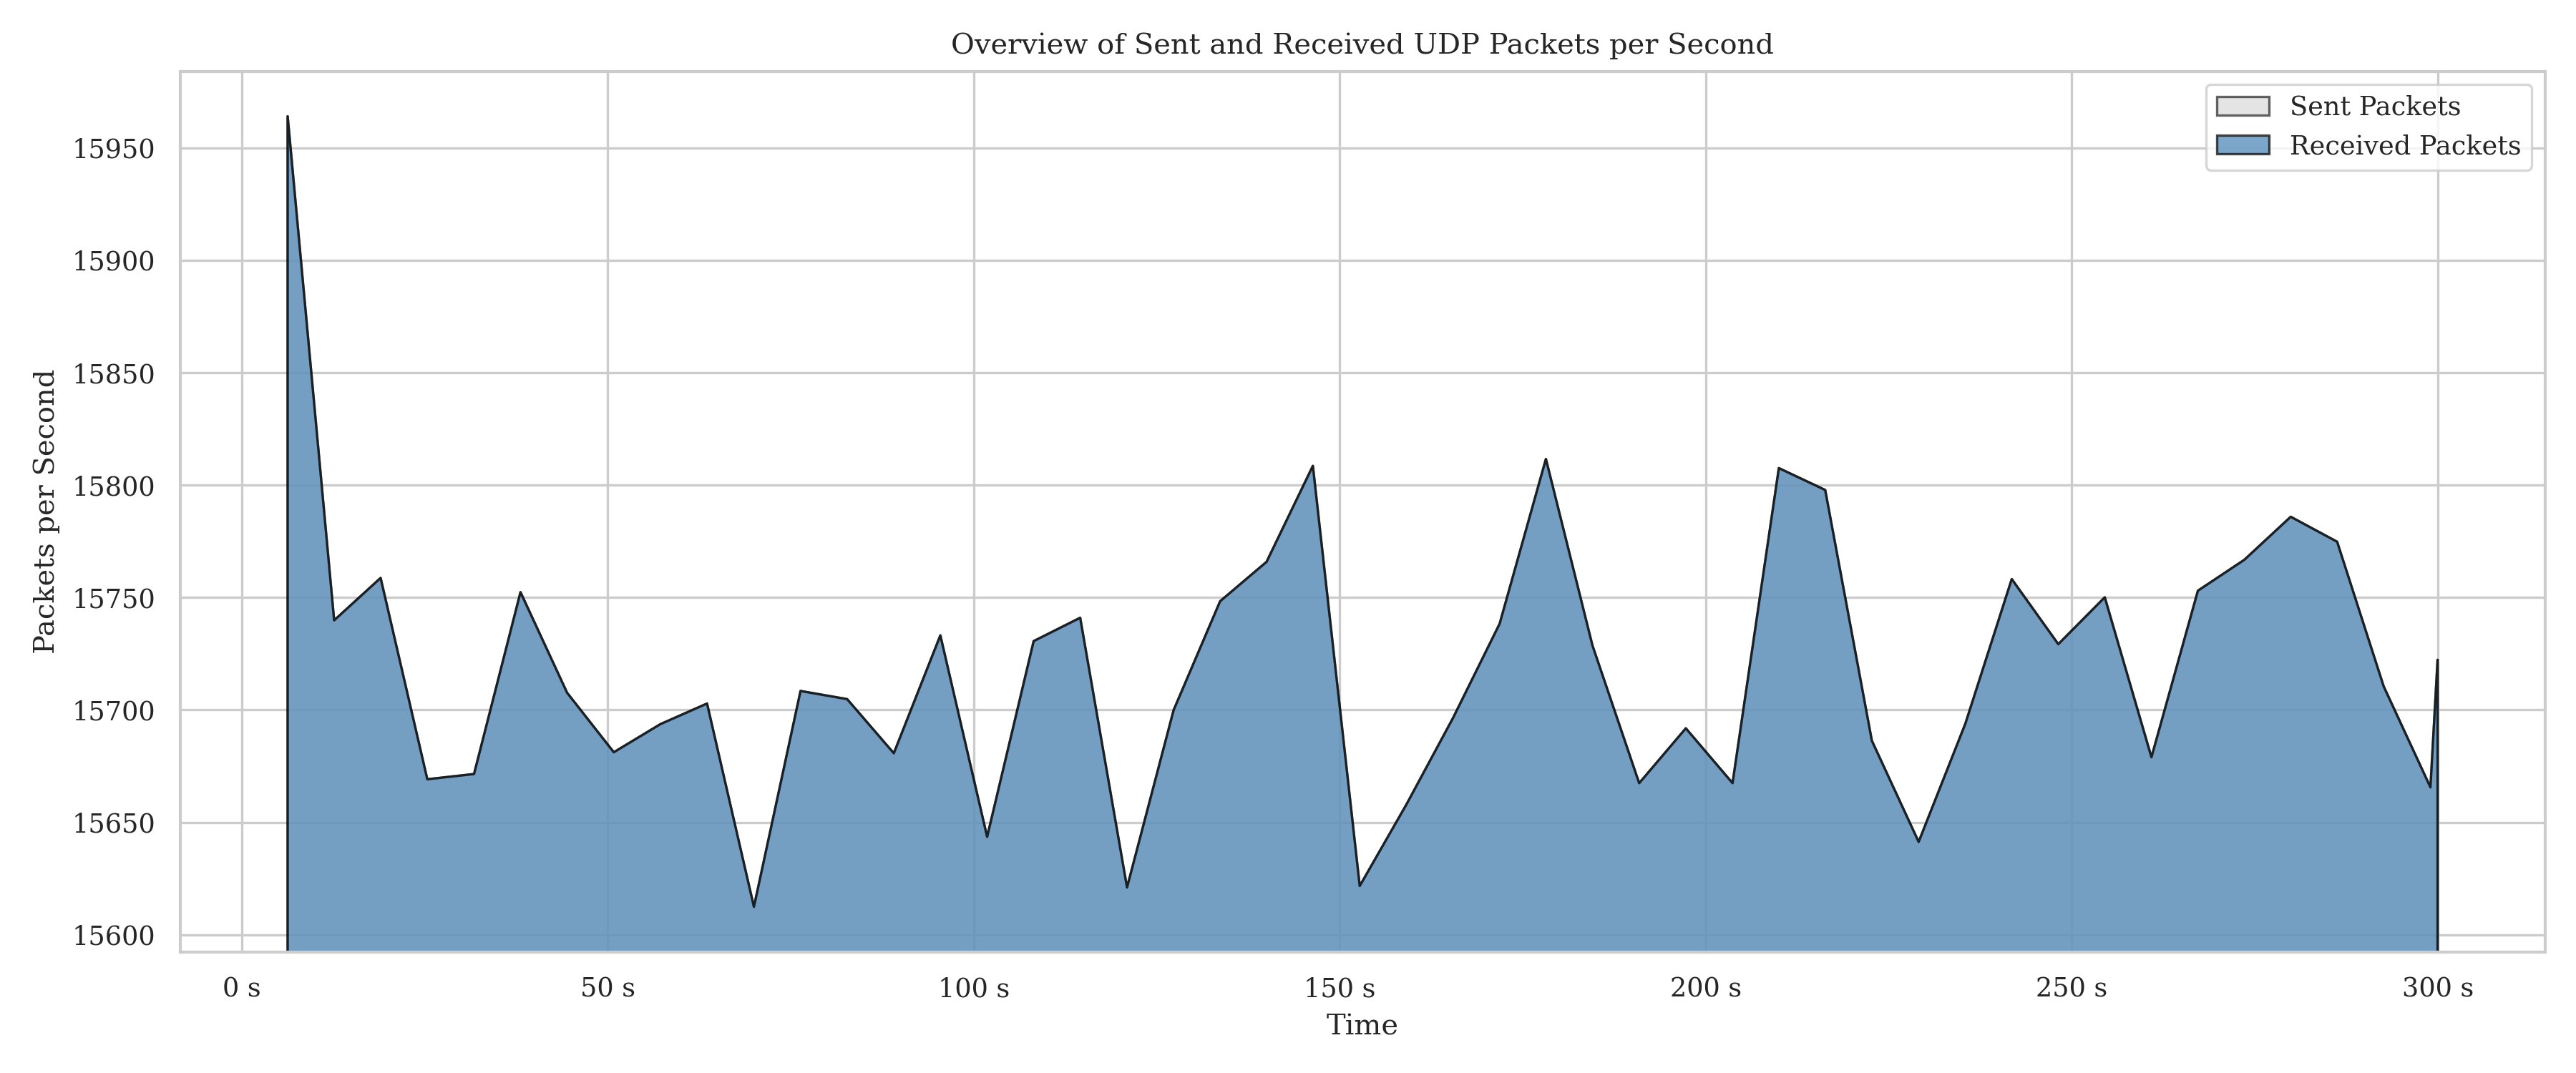 Overview of Sent and Received UDP Packets per Second
Sent Packets
Received Packets
Packets per Second
15950
15900
15850
15800
15750
15700
15650
15600
0 s
50 s
100 s
150 s
200 s
250 s
300 s
Time